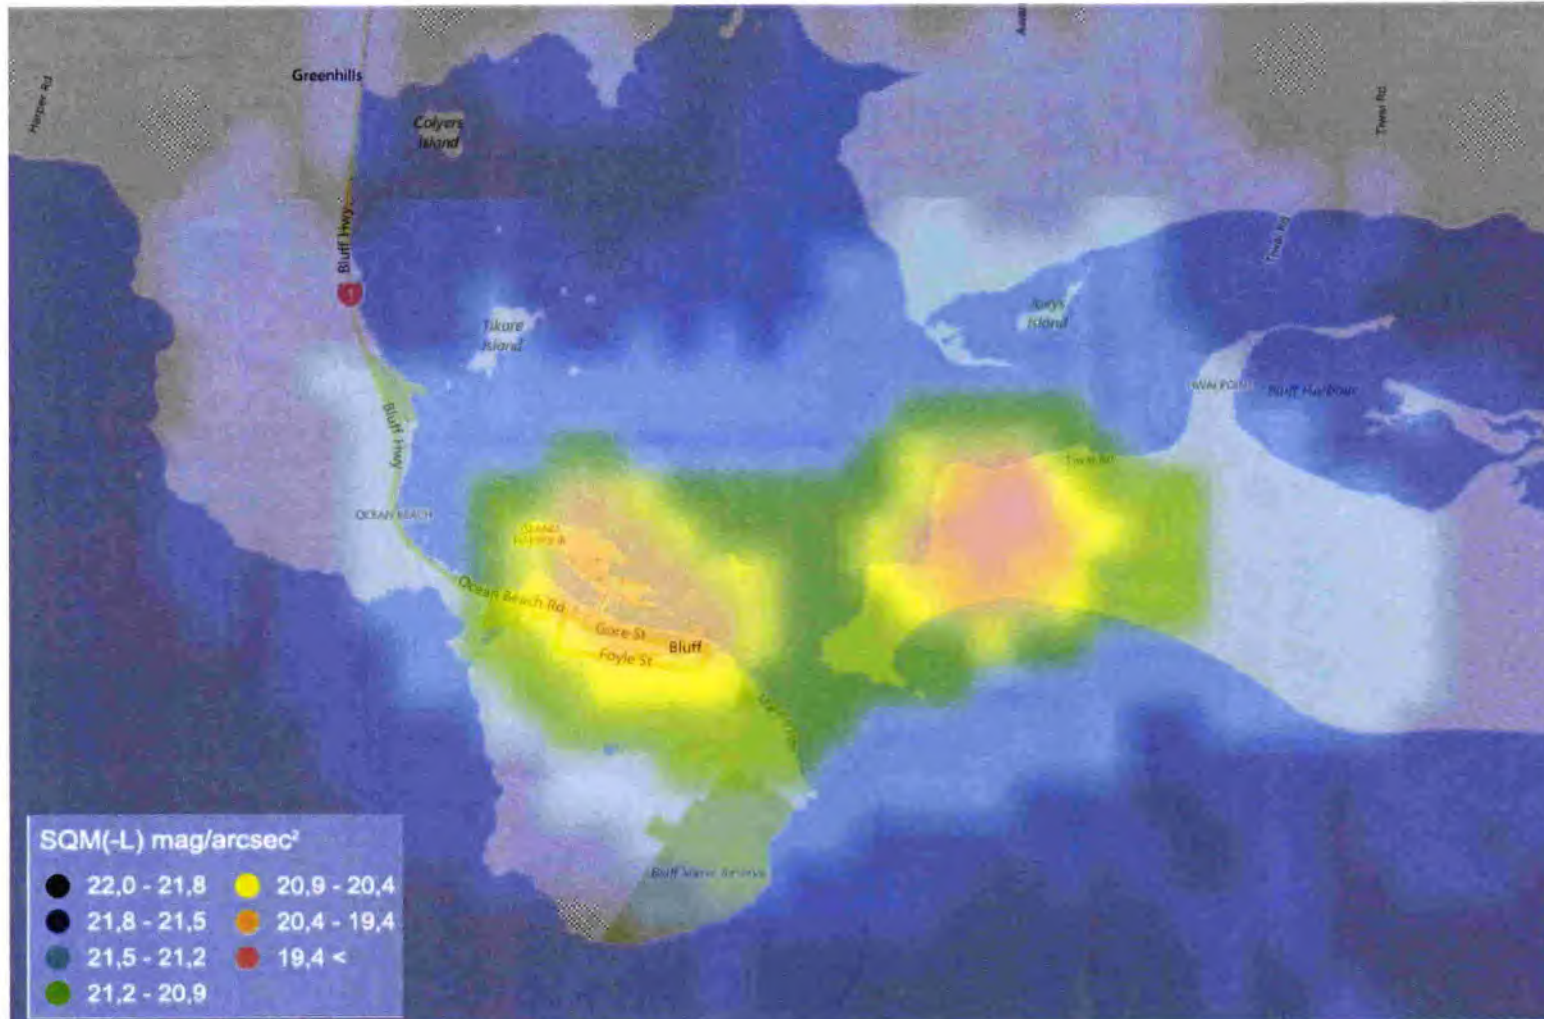 Greenhills
Harper Rd
Colyers
Island
Tiwai Rd
Bluff Hwy
1
Tiwai Rd
Tikore
Island
Island
Bluff Harbour
Bluff Hwy
Tiwai Rd
OCEAN BEACH
ISLAND
Ocean Beach Rd
Gore St
Bluff
Foyle St
SQM(-L) mag/arcsec²
22,0 - 21,8
21,8 - 21,5
21,5 - 21,2
21,2 - 20,9
20,9 - 20,4
20,4 - 19,4
19,4 <